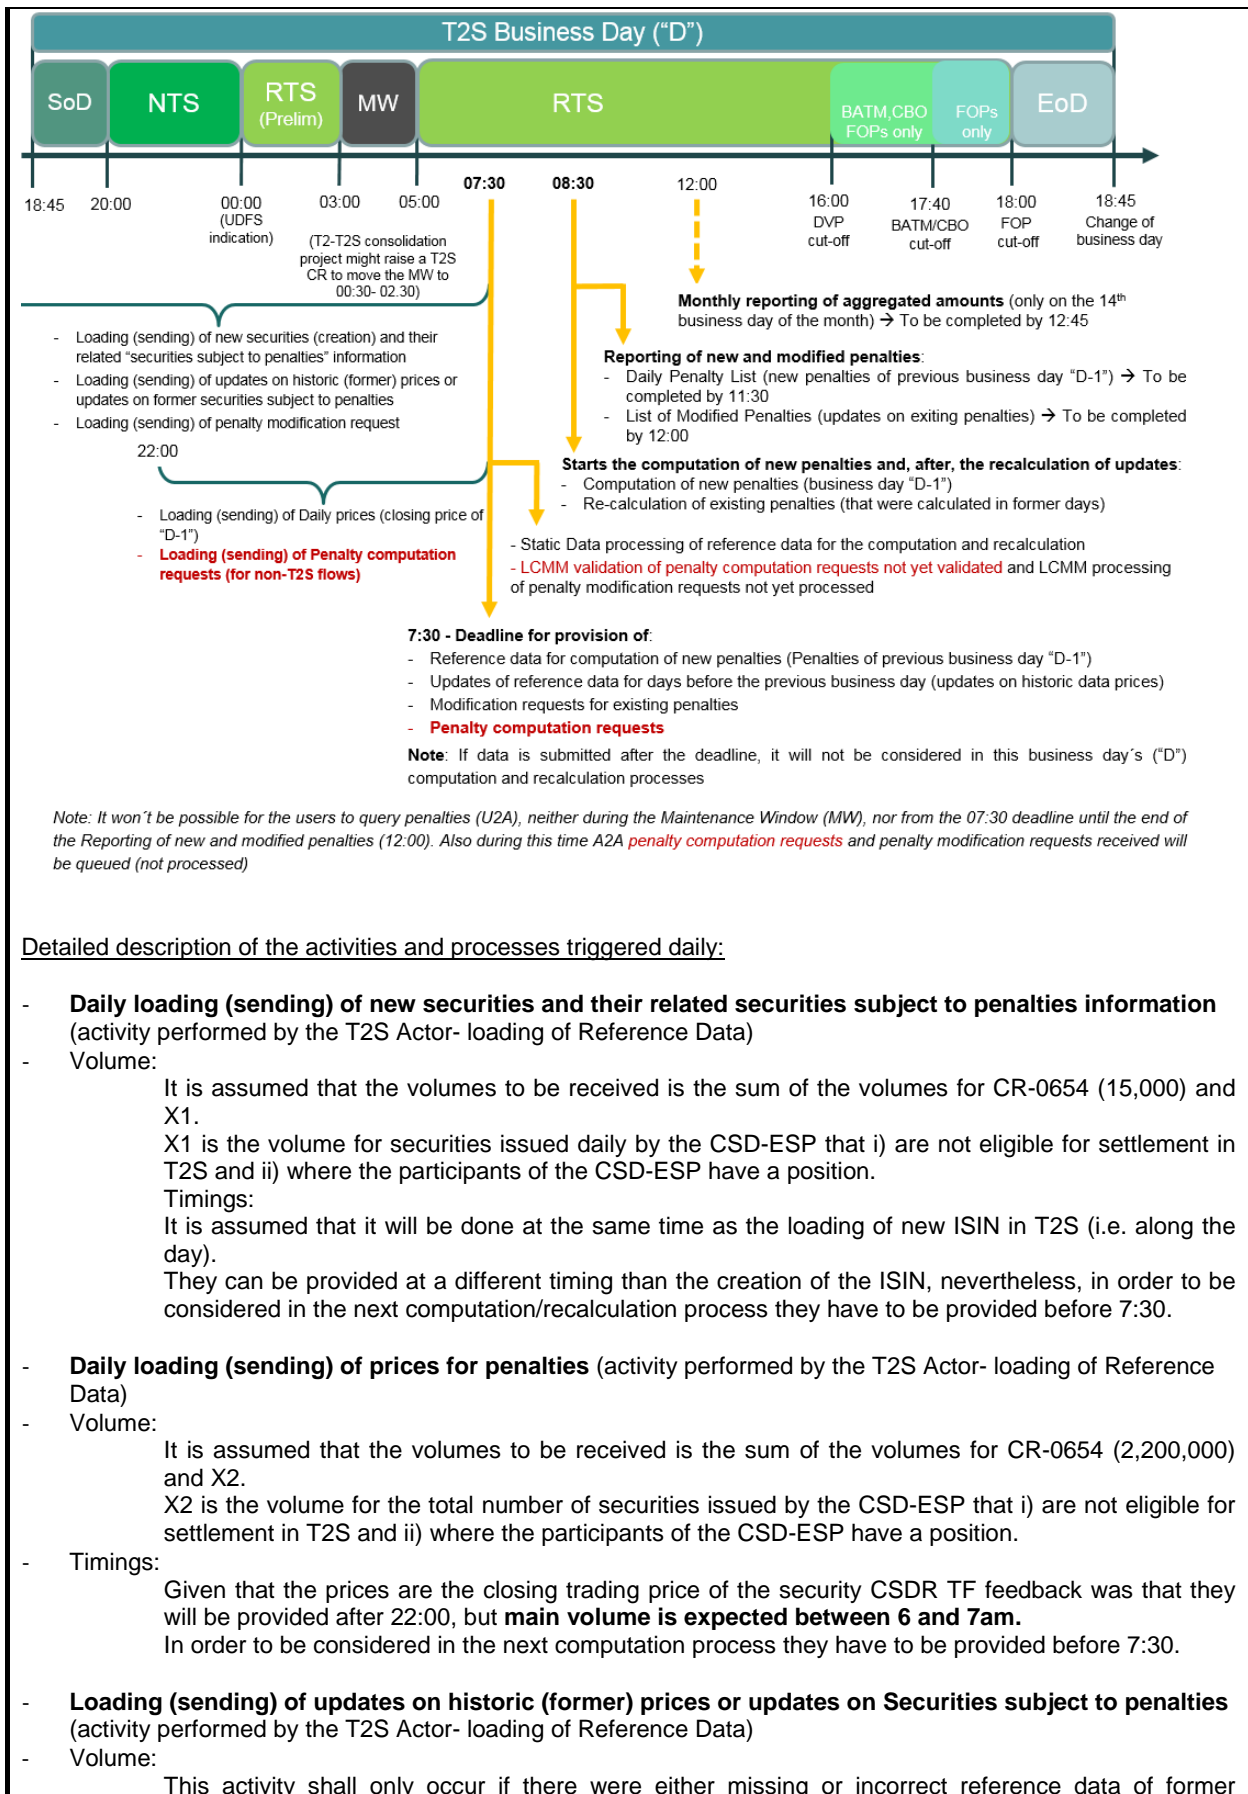 T2S Business Day (“D”)
SoD
NTS
RTS
(Prelim)
MW
RTS
BATM,CBO
FOPs only
FOPs
only
EoD
18:45
20:00
00:00
(UDFS
indication)
03:00
05:00
07:30
08:30
12:00
16:00
DVP
cut-off
17:40
BATM/CBO
cut-off
18:00
FOP
cut-off
18:45
Change of
business day
(T2-T2S consolidation
project might raise a T2S
CR to move the MW to
00:30- 02.30)
- Loading (sending) of new securities (creation) and their
related “securities subject to penalties” information
- Loading (sending) of updates on historic (former) prices or
updates on former securities subject to penalties
- Loading (sending) of penalty modification request
22:00
- Loading (sending) of Daily prices (closing price of
“D-1”)
- Loading (sending) of Penalty computation
requests (for non-T2S flows)
Monthly reporting of aggregated amounts (only on the 14th
business day of the month) → To be completed by 12:45
Reporting of new and modified penalties:
- Daily Penalty List (new penalties of previous business day “D-1”) → To be
completed by 11:30
- List of Modified Penalties (updates on exiting penalties) → To be completed
by 12:00
Starts the computation of new penalties and, after, the recalculation of updates:
- Computation of new penalties (business day “D-1”)
- Re-calculation of existing penalties (that were calculated in former days)
- Static Data processing of reference data for the computation and recalculation
- LCMM validation of penalty computation requests not yet validated and LCMM processing
of penalty modification requests not yet processed
7:30 - Deadline for provision of:
- Reference data for computation of new penalties (Penalties of previous business day “D-1”)
- Updates of reference data for days before the previous business day (updates on historic data prices)
- Modification requests for existing penalties
- Penalty computation requests
Note: If data is submitted after the deadline, it will not be considered in this business day´s (“D”)
computation and recalculation processes
Note: It won´t be possible for the users to query penalties (U2A), neither during the Maintenance Window (MW), nor from the 07:30 deadline until the end of
the Reporting of new and modified penalties (12:00). Also during this time A2A penalty computation requests and penalty modification requests received will
be queued (not processed)
Detailed description of the activities and processes triggered daily:
- Daily loading (sending) of new securities and their related securities subject to penalties information
(activity performed by the T2S Actor- loading of Reference Data)
- Volume:
It is assumed that the volumes to be received is the sum of the volumes for CR-0654 (15,000) and
X1.
X1 is the volume for securities issued daily by the CSD-ESP that i) are not eligible for settlement in
T2S and ii) where the participants of the CSD-ESP have a position.
Timings:
It is assumed that it will be done at the same time as the loading of new ISIN in T2S (i.e. along the
day).
They can be provided at a different timing than the creation of the ISIN, nevertheless, in order to be
considered in the next computation/recalculation process they have to be provided before 7:30.
- Daily loading (sending) of prices for penalties (activity performed by the T2S Actor- loading of Reference
Data)
- Volume:
It is assumed that the volumes to be received is the sum of the volumes for CR-0654 (2,200,000)
and X2.
X2 is the volume for the total number of securities issued by the CSD-ESP that i) are not eligible for
settlement in T2S and ii) where the participants of the CSD-ESP have a position.
- Timings:
Given that the prices are the closing trading price of the security CSDR TF feedback was that they
will be provided after 22:00, but main volume is expected between 6 and 7am.
In order to be considered in the next computation process they have to be provided before 7:30.
- Loading (sending) of updates on historic (former) prices or updates on Securities subject to penalties
(activity performed by the T2S Actor- loading of Reference Data)
- Volume:
This activity shall only occur if there were either missing or incorrect reference data of former